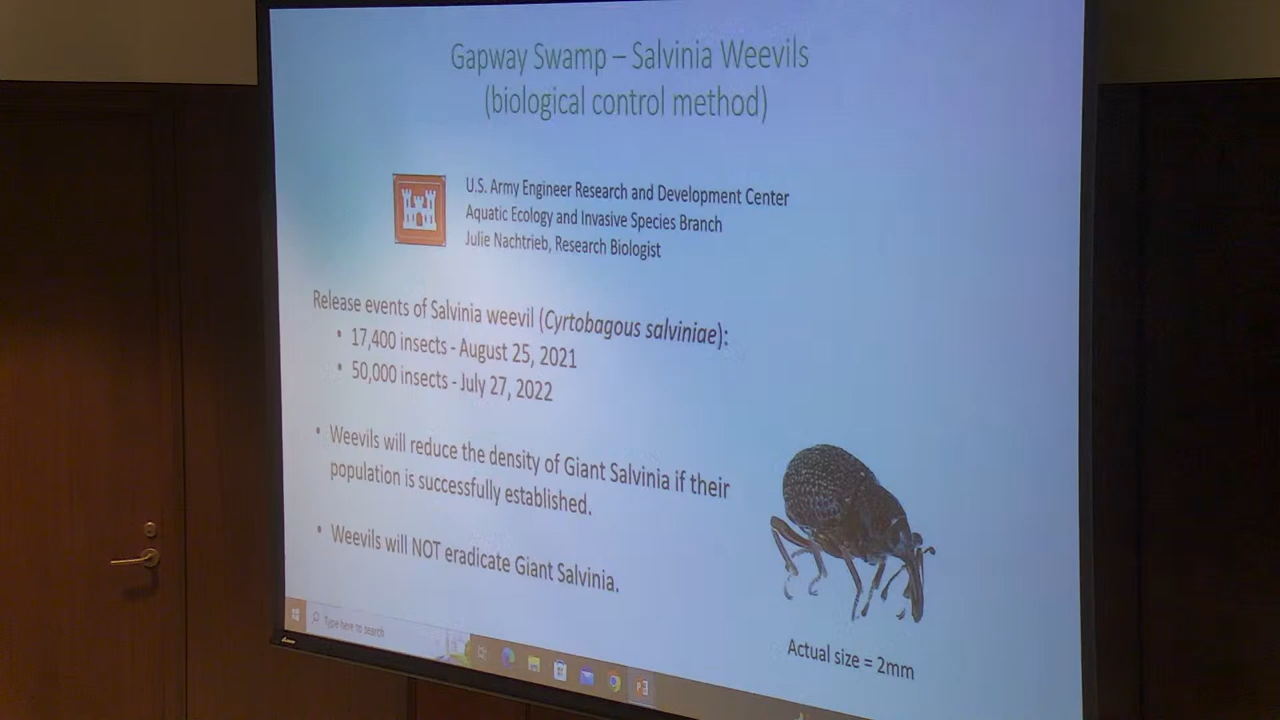 Gapway Swamp – Salvinia Weevils
(biological control method)
U.S. Army Engineer Research and Development Center
Aquatic Ecology and Invasive Species Branch
Julie Nachtrieb, Research Biologist
Release events of Salvinia weevil (Cyrtobagous salviniae):
• 17,400 insects - August 25, 2021
• 50,000 insects - July 27, 2022
• Weevils will reduce the density of Giant Salvinia if their
population is successfully established.
• Weevils will NOT eradicate Giant Salvinia.
Actual size = 2mm
Type here to search